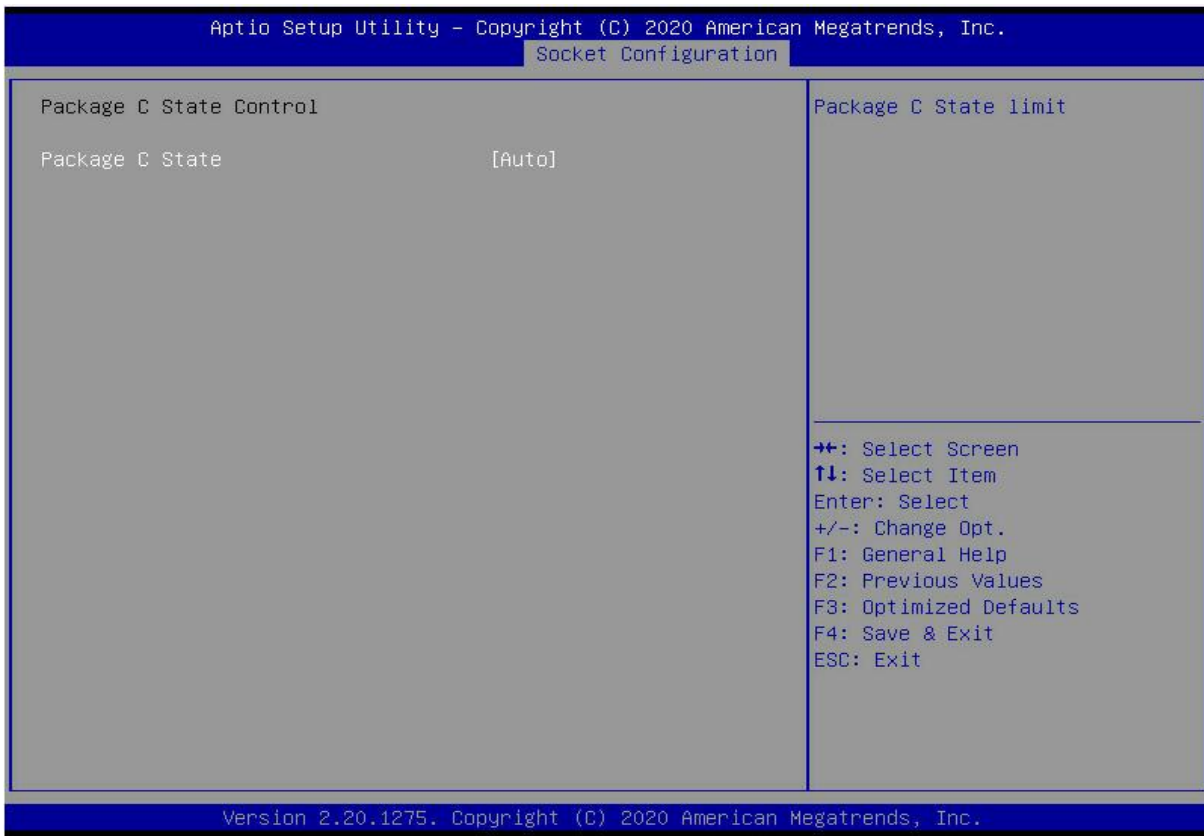 Aptio Setup Utility – Copyright (C) 2020 American Megatrends, Inc.
Socket Configuration
Package C State Control
Package C State [Auto]
Package C State limit
→←: Select Screen
↑↓: Select Item
Enter: Select
+/-: Change Opt.
F1: General Help
F2: Previous Values
F3: Optimized Defaults
F4: Save & Exit
ESC: Exit
Version 2.20.1275. Copyright (C) 2020 American Megatrends, Inc.